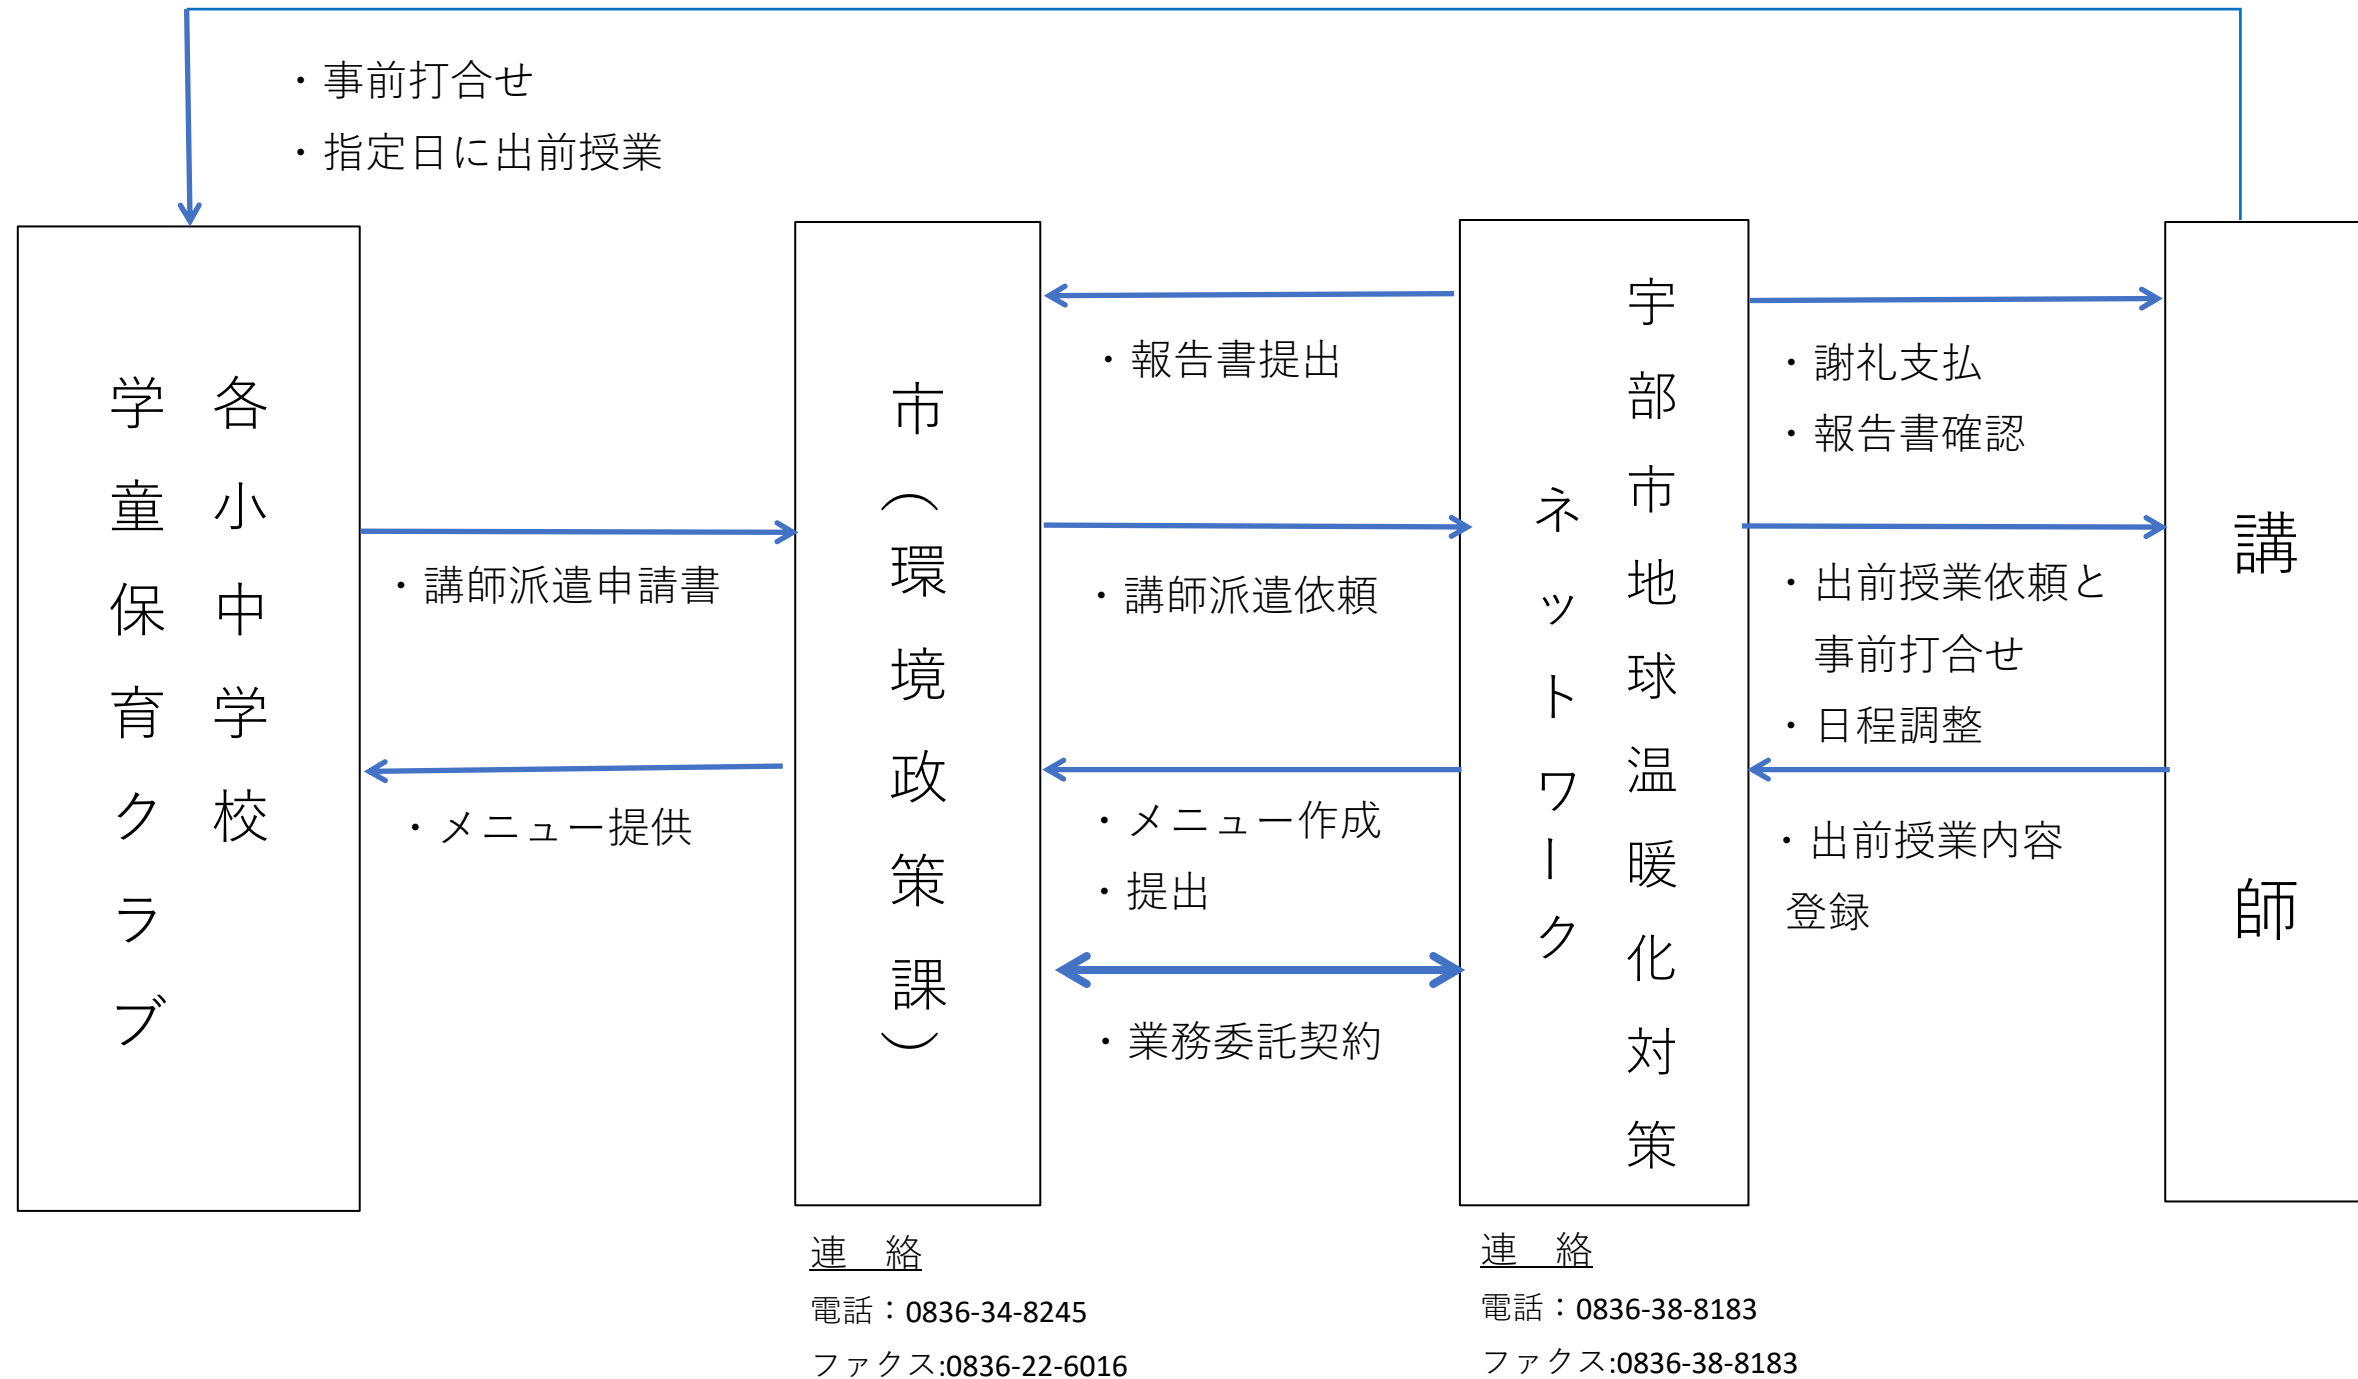 ・事前打合せ
・指定日に出前授業
各小中学校
学童保育クラブ
・講師派遣申請書
・メニュー提供
市（環境政策課）
・報告書提出
・講師派遣依頼
・メニュー作成
・提出
・業務委託契約
宇部市地球温暖化対策
ネットワーク
・謝礼支払
・報告書確認
・出前授業依頼と
事前打合せ
・日程調整
・出前授業内容
登録
講師
連　絡
電話：0836-34-8245
ファクス:0836-22-6016
連　絡
電話：0836-38-8183
ファクス:0836-38-8183